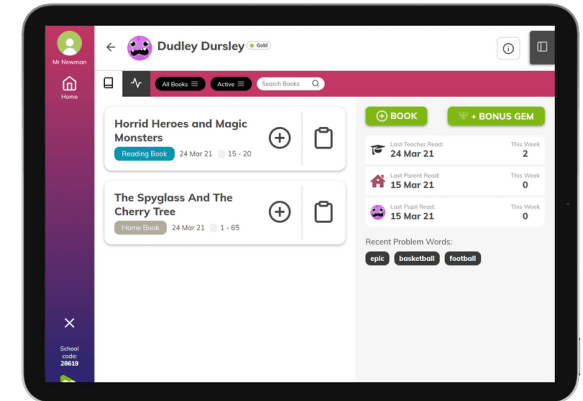 Mr Newman
Home
School
code:
28619
Dudley Dursley
Gold
All Books
Active
Search Books
Horrid Heroes and Magic
Monsters
Reading Book 24 Mar 21 15 - 20
The Spyglass And The
Cherry Tree
Home Book 24 Mar 21 1 - 65
BOOK
+ BONUS GEM
Last Teacher Read:
24 Mar 21
This Week
2
Last Parent Read:
15 Mar 21
This Week
0
Last Pupil Read:
15 Mar 21
This Week
0
Recent Problem Words:
epic basketball football